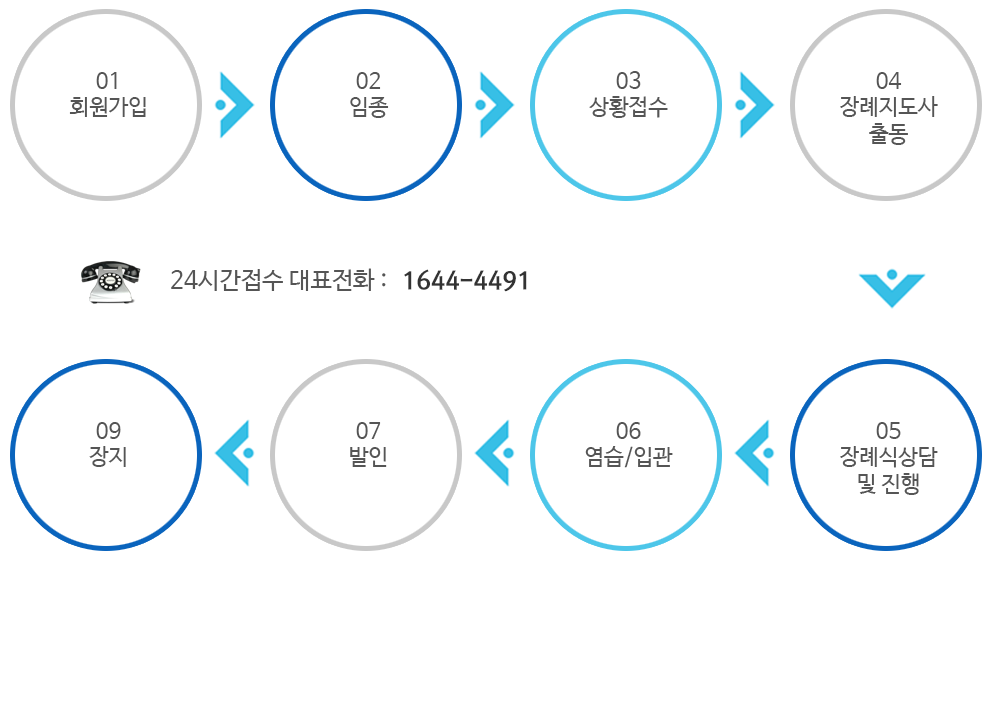 01
회원가입
02
임종
03
상황접수
04
장례지도사
출동
24시간접수 대표전화 : 1644-4491
05
장례식상담
및 진행
06
염습/입관
07
발인
09
장지